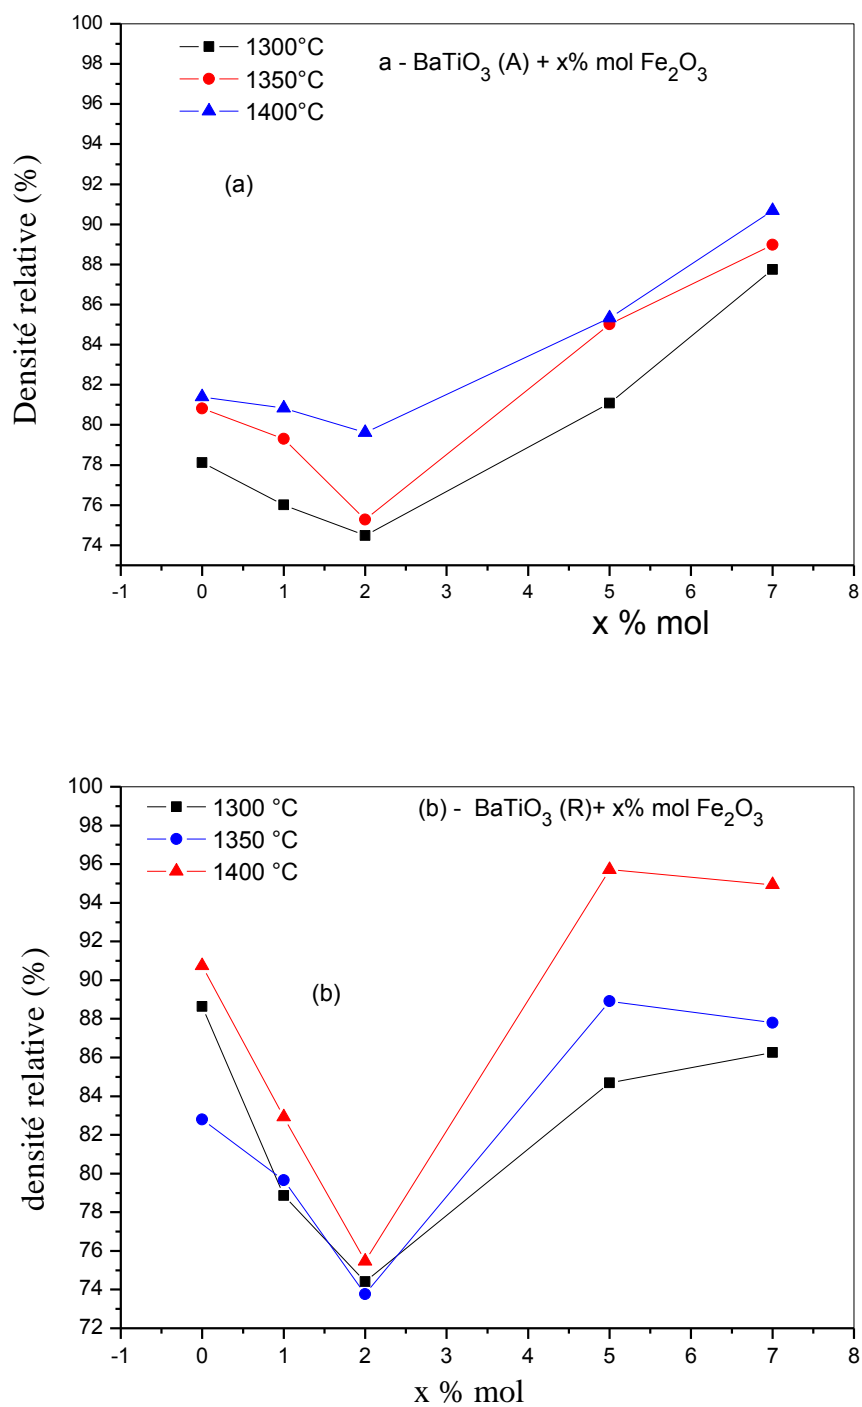 100
98
96
94
92
90
88
86
84
82
80
78
76
74
Densité relative (%)
1300°C
1350°C
1400°C
a - BaTiO₃ (A) + x% mol Fe₂O₃
(a)
-1 0 1 2 3 4 5 6 7 8
x % mol
100
98
96
94
92
90
88
86
84
82
80
78
76
74
72
densité relative (%)
1300 °C
1350 °C
1400 °C
(b) - BaTiO₃ (R)+ x% mol Fe₂O₃
(b)
-1 0 1 2 3 4 5 6 7 8
x % mol